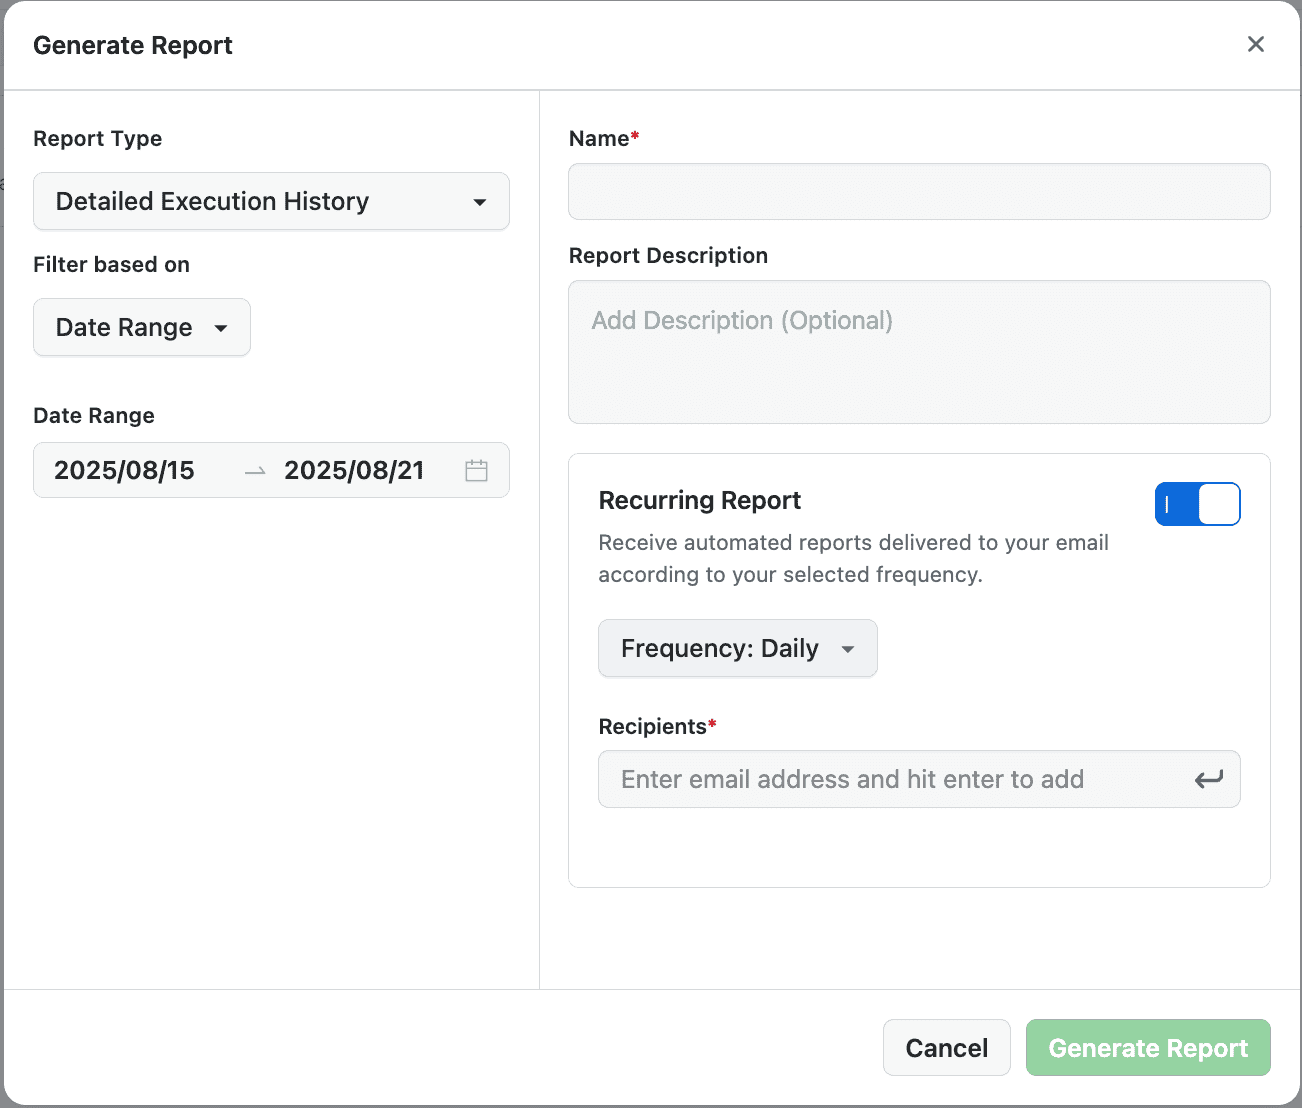 Generate Report
Report Type
Detailed Execution History
Filter based on
Date Range
Date Range
2025/08/15 → 2025/08/21
Name*
Report Description
Add Description (Optional)
Recurring Report
Receive automated reports delivered to your email
according to your selected frequency.
Frequency: Daily
Recipients*
Enter email address and hit enter to add
Cancel
Generate Report